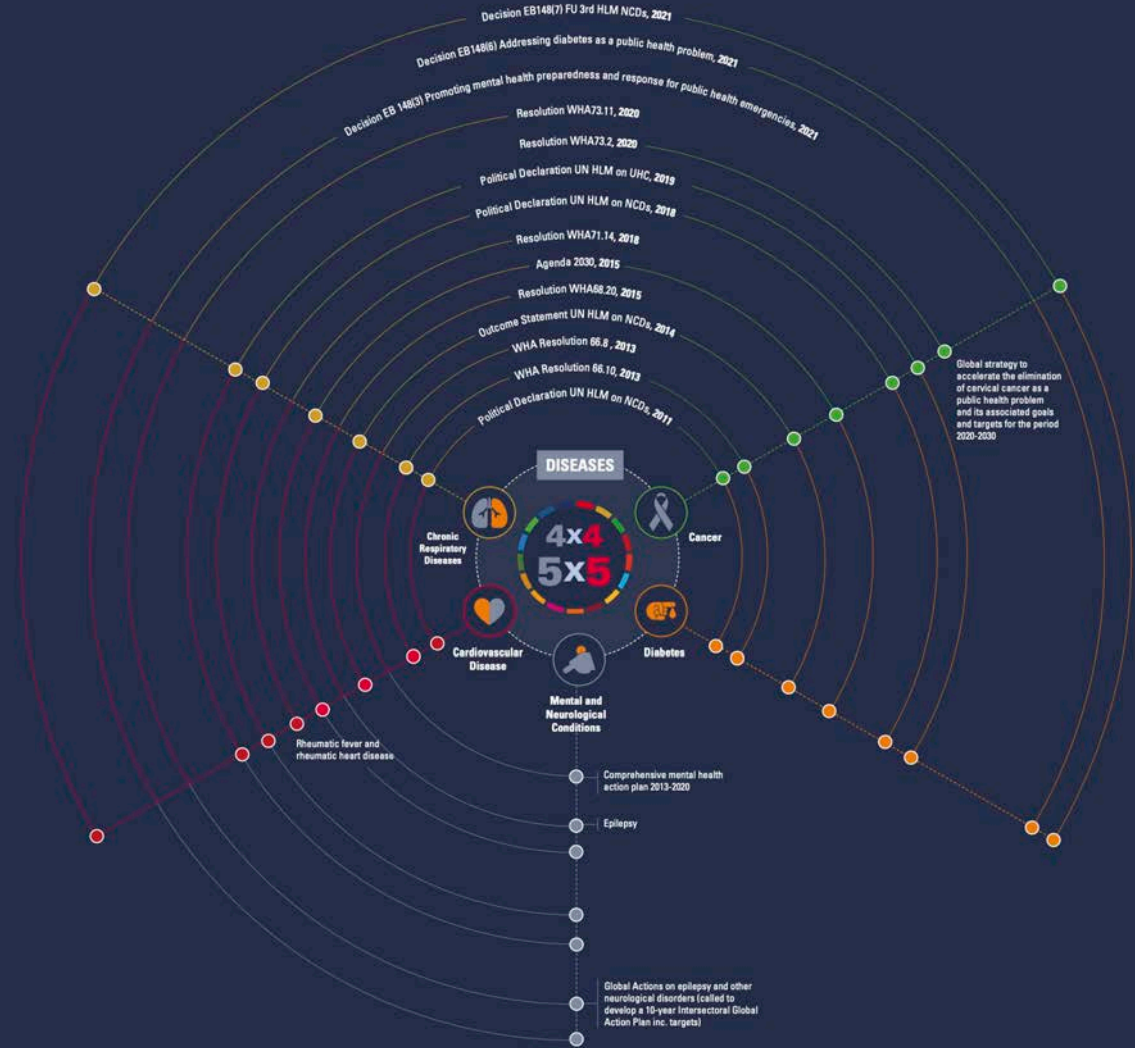 Decision EB148(7) FU 3rd HLM NCDs, 2021
Decision EB148(6) Addressing diabetes as a public health problem, 2021
Decision EB 148(3) Promoting mental health preparedness and response for public health emergencies, 2021
Resolution WHA73.11, 2020
Resolution WHA73.2, 2020
Political Declaration UN HLM on UHC, 2019
Political Declaration UN HLM on NCDs, 2018
Resolution WHA71.14, 2018
Agenda 2030, 2015
Resolution WHA68.20, 2015
Outcome Statement UN HLM on NCDs, 2014
WHA Resolution 66.8 , 2013
WHA Resolution 66.10, 2013
Political Declaration UN HLM on NCDs, 2011
Global strategy to
accelerate the elimination
of cervical cancer as a
public health problem
and its associated goals
and targets for the period
2020-2030
DISEASES
4x4
5x5
Chronic
Respiratory
Diseases
Cancer
Cardiovascular
Disease
Diabetes
Mental and
Neurological
Conditions
Rheumatic fever and
rheumatic heart disease
Comprehensive mental health
action plan 2013-2020
Epilepsy
Global Actions on epilepsy and other
neurological disorders (called to
develop a 10-year Intersectoral Global
Action Plan inc. targets)